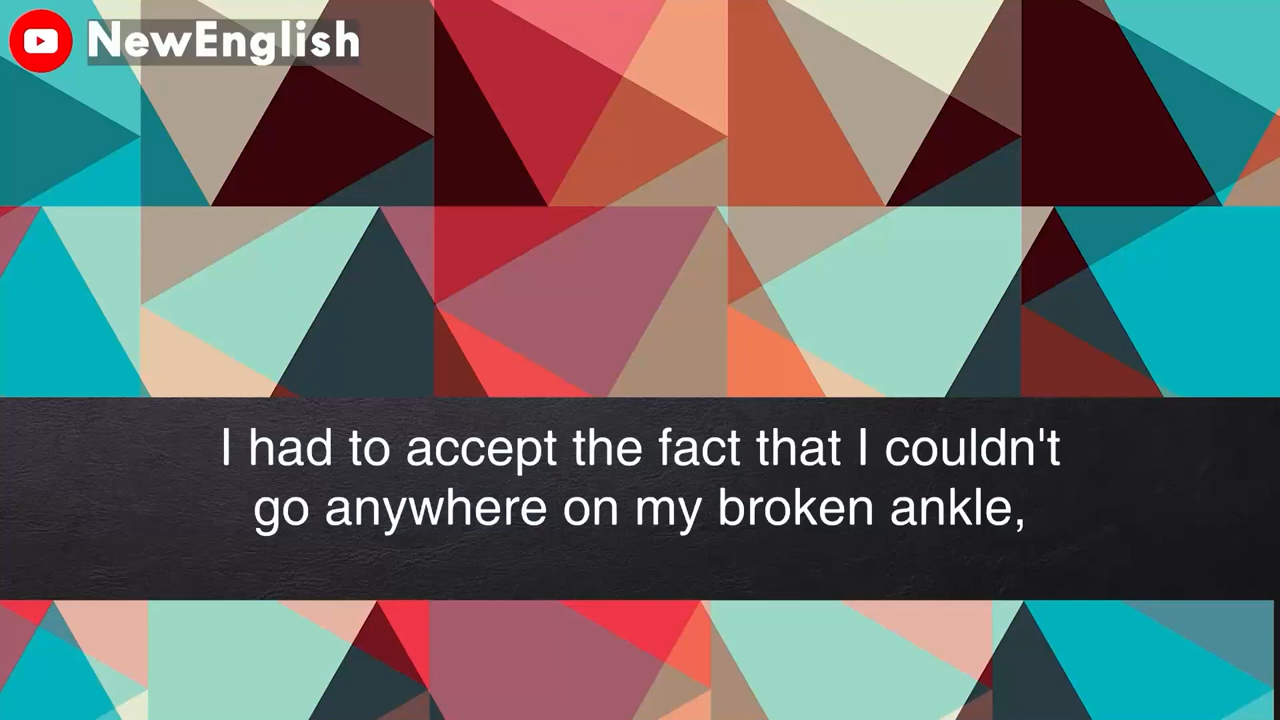 NewEnglish
I had to accept the fact that I couldn't
go anywhere on my broken ankle,